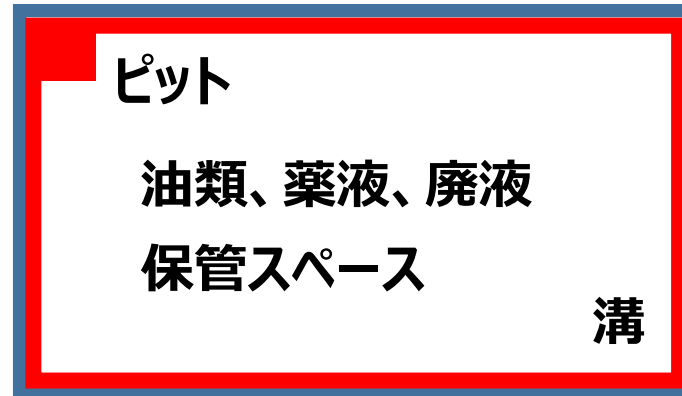 ピット
油類、薬液、廃液
保管スペース
溝